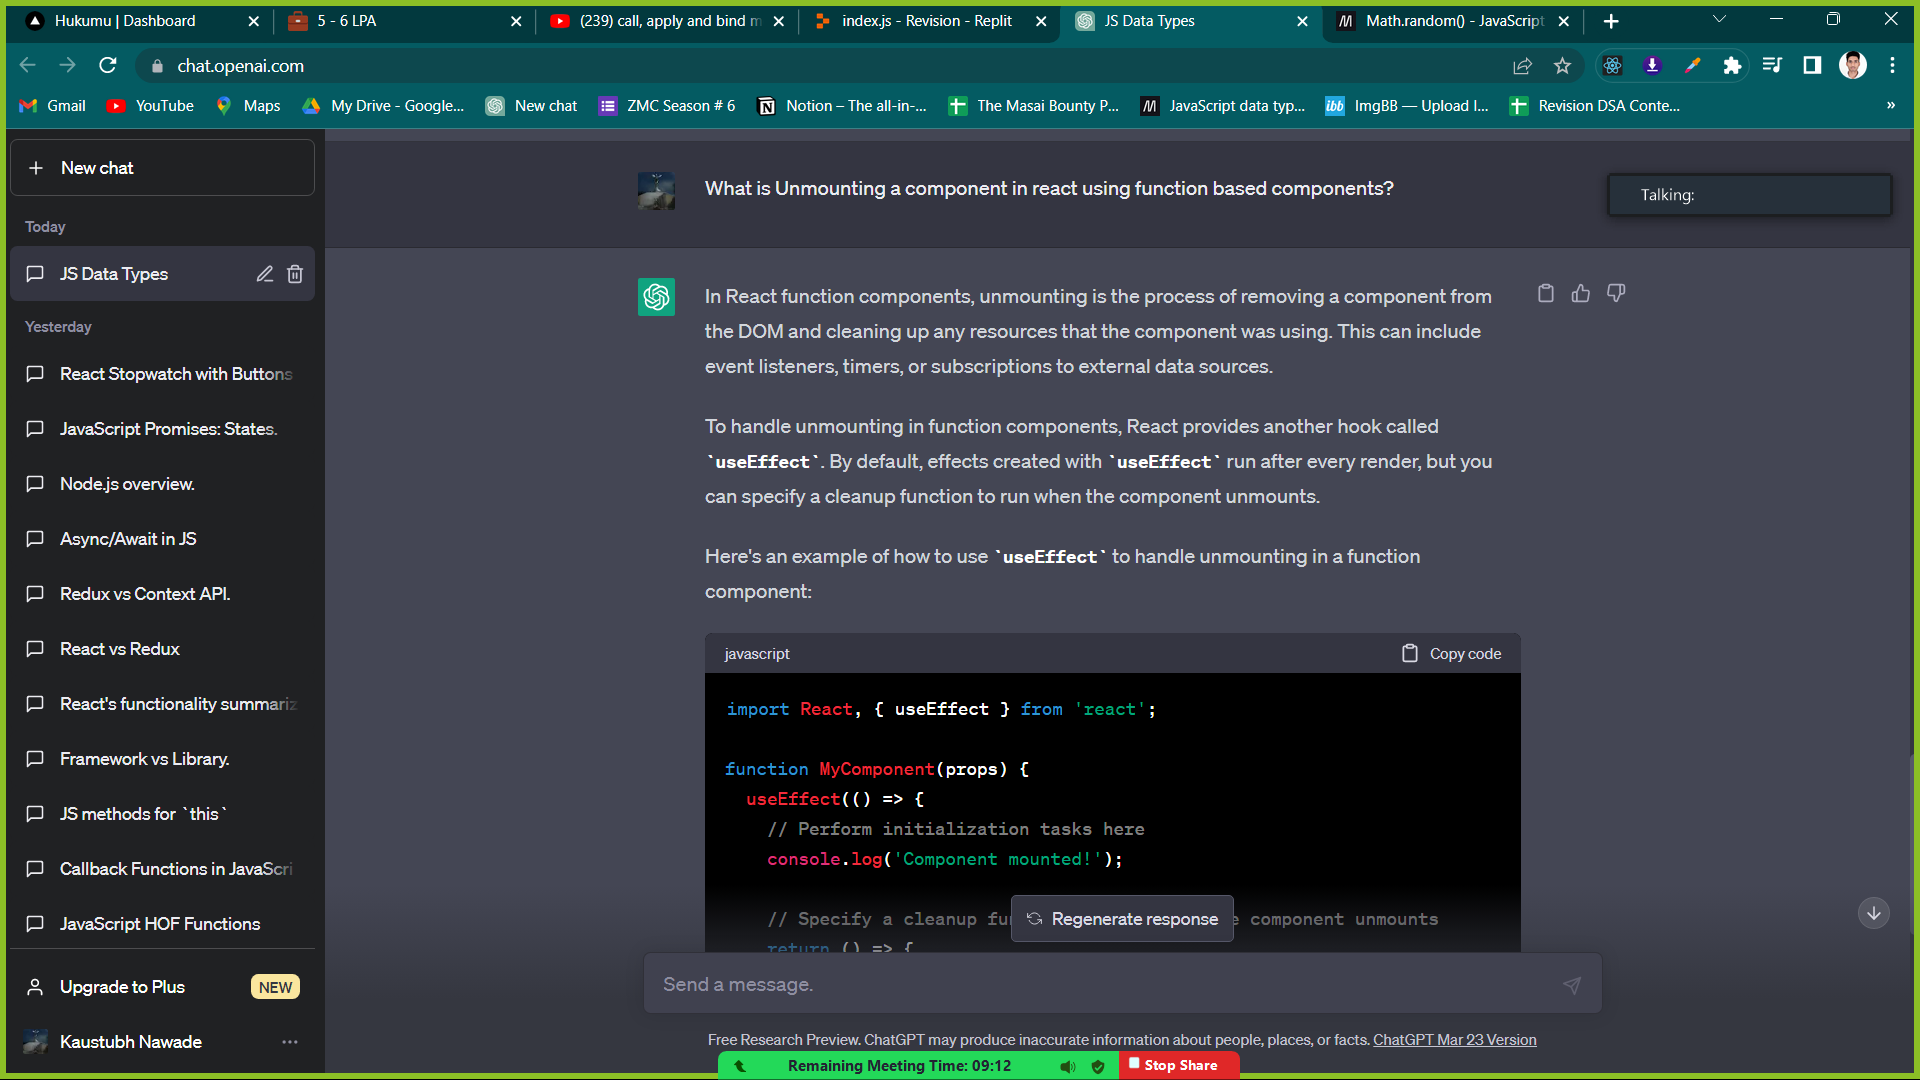 Hukumu | Dashboard
5 - 6 LPA
(239) call, apply and bind m
index.js - Revision - Replit
JS Data Types
Math.random() - JavaScript
chat.openai.com
Gmail
YouTube
Maps
My Drive - Google...
New chat
ZMC Season # 6
Notion – The all-in-...
The Masai Bounty P...
JavaScript data typ...
ImgBB — Upload I...
Revision DSA Conte...
»
New chat
Today
JS Data Types
Yesterday
React Stopwatch with Buttons
JavaScript Promises: States.
Node.js overview.
Async/Await in JS
Redux vs Context API.
React vs Redux
React's functionality summariz
Framework vs Library.
JS methods for `this`
Callback Functions in JavaScri
JavaScript HOF Functions
Upgrade to Plus
NEW
Kaustubh Nawade
What is Unmounting a component in react using function based components?
Talking:
In React function components, unmounting is the process of removing a component from
the DOM and cleaning up any resources that the component was using. This can include
event listeners, timers, or subscriptions to external data sources.
To handle unmounting in function components, React provides another hook called
`useEffect`. By default, effects created with `useEffect` run after every render, but you
can specify a cleanup function to run when the component unmounts.
Here's an example of how to use `useEffect` to handle unmounting in a function
component:
javascript
Copy code
import React, { useEffect } from 'react';
function MyComponent(props) {
useEffect(() => {
// Perform initialization tasks here
console.log('Component mounted!');
// Specify a cleanup fu
component unmounts
return () => {
Regenerate response
Send a message.
Free Research Preview. ChatGPT may produce inaccurate information about people, places, or facts. ChatGPT Mar 23 Version
Remaining Meeting Time: 09:12
Stop Share